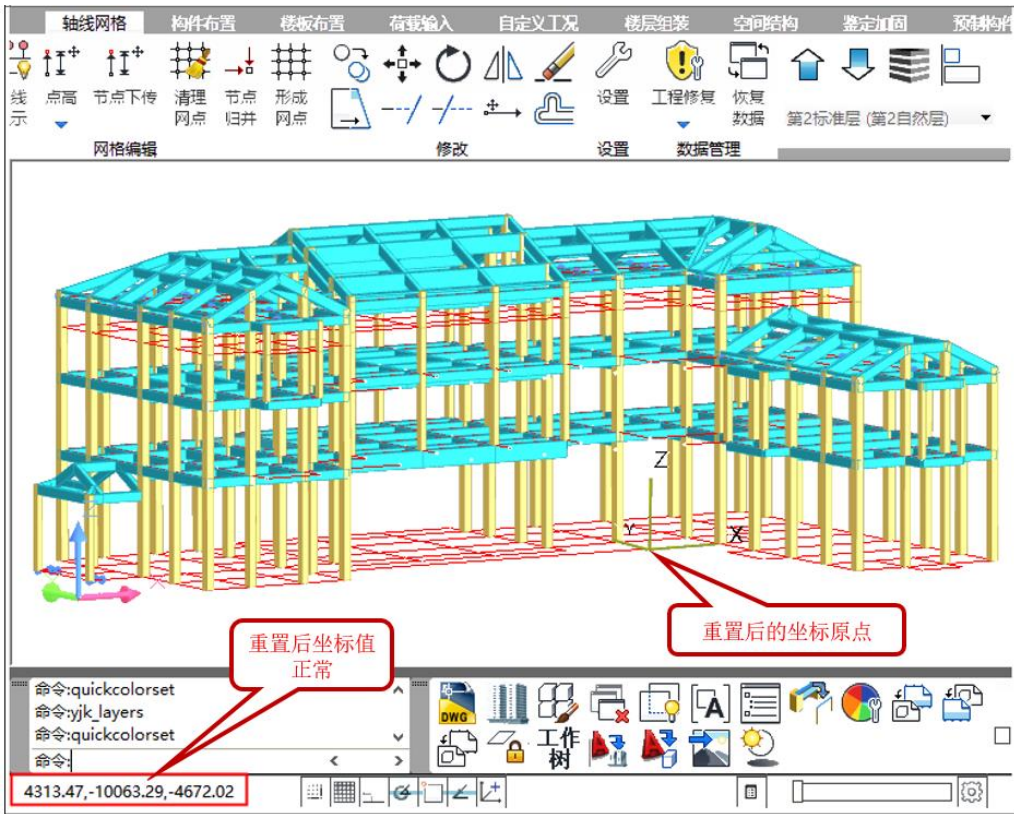 轴线网格 构件布置 楼板布置 荷载输入 自定义工况 楼层组装 空间结构 鉴定加固 预制构件
线 点高 节点下传 清理 节点 形成 设置 工程修复 恢复
示 网点 归并 网点 数据 第2标准层 (第2自然层)
网格编辑 修改 设置 数据管理
Z
Y X
重置后的坐标原点
重置后坐标值
正常
命令:quickcolorset
命令:yjk_layers
命令:quickcolorset
命令:
DWG
[A]
工作
树
4313.47,-10063.29,-4672.02